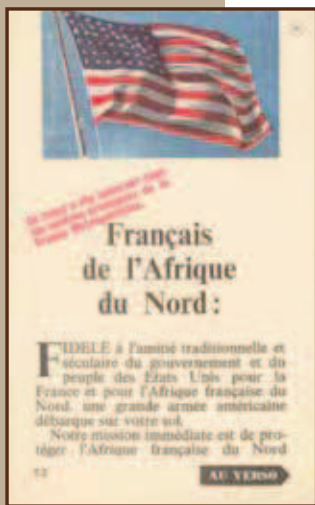 Français
de l'Afrique
du Nord:
FIDELE à l'amitié traditionnelle et
séculaire du gouvernement et du
peuple des États Unis pour la
France et pour l'Afrique française du
Nord, une grande armée américaine
débarque sur votre sol.
Notre mission immédiate est de pro-
téger l'Afrique française du Nord
AU VERSO